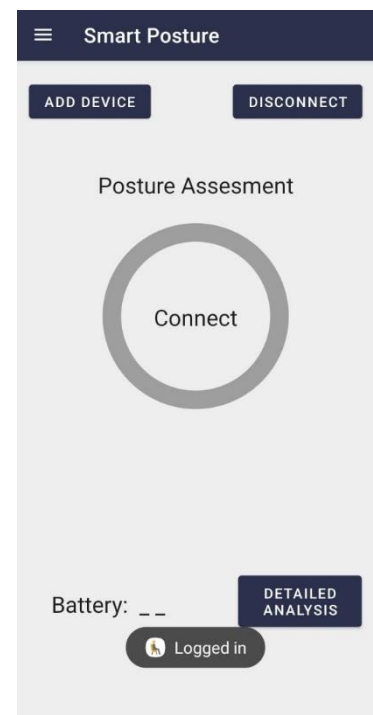 Smart Posture
ADD DEVICE
DISCONNECT
Posture Assesment
Connect
Battery: _ _
DETAILED
ANALYSIS
Logged in